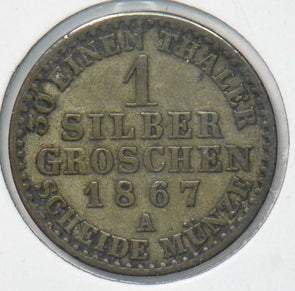 30 EINEN THALER
1
SILBER
GROSCHEN
1867
A
SCHEIDE MÜNZE